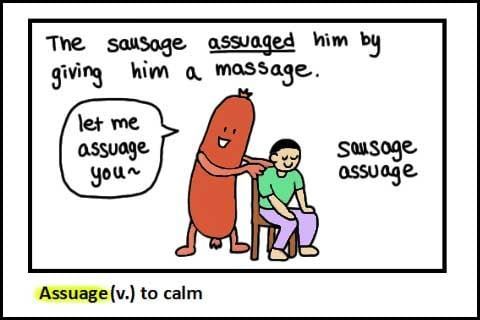 The sausage assuaged him by
giving him a massage.
let me
assuage
you~
sausage
assuage
Assuage (v.) to calm